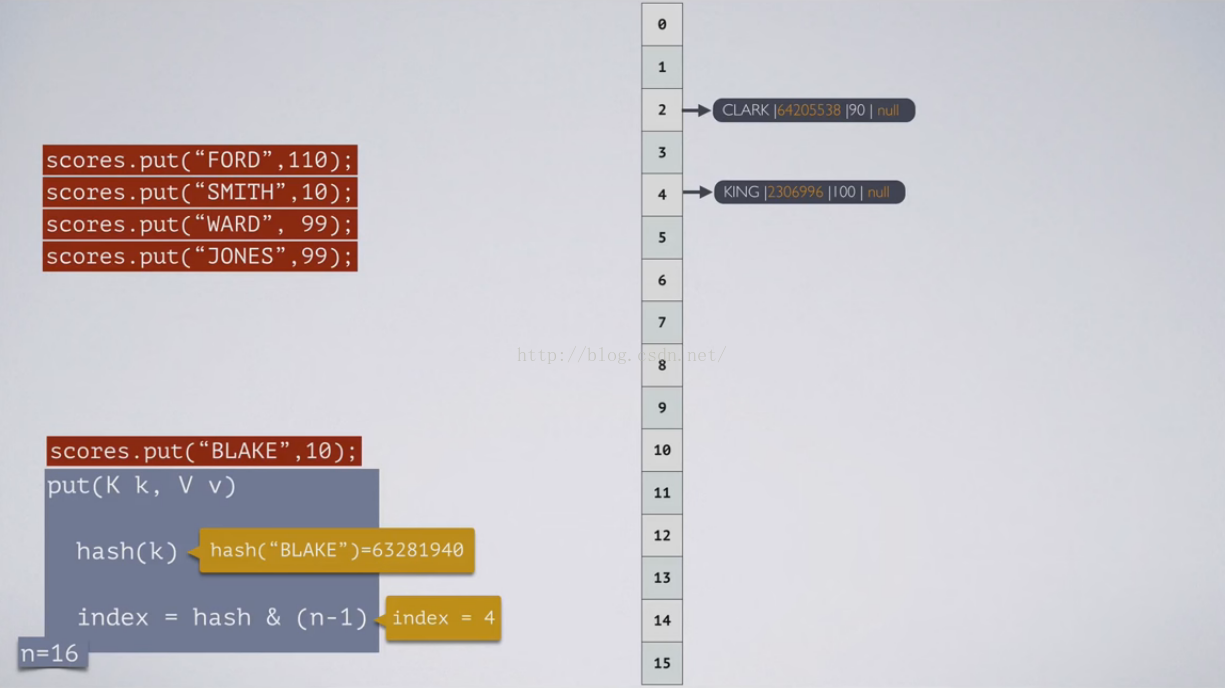 scores.put(“FORD”,110);
scores.put(“SMITH”,10);
scores.put(“WARD”, 99);
scores.put(“JONES”,99);
scores.put(“BLAKE”,10);
put(K k, V v)
hash(k)
hash(“BLAKE”)=63281940
index = hash & (n-1)
index = 4
n=16
0
1
2
CLARK |64205538 |90 | null
3
4
KING |2306996 |100 | null
5
6
7
http://blog.csdn.net/
8
9
10
11
12
13
14
15